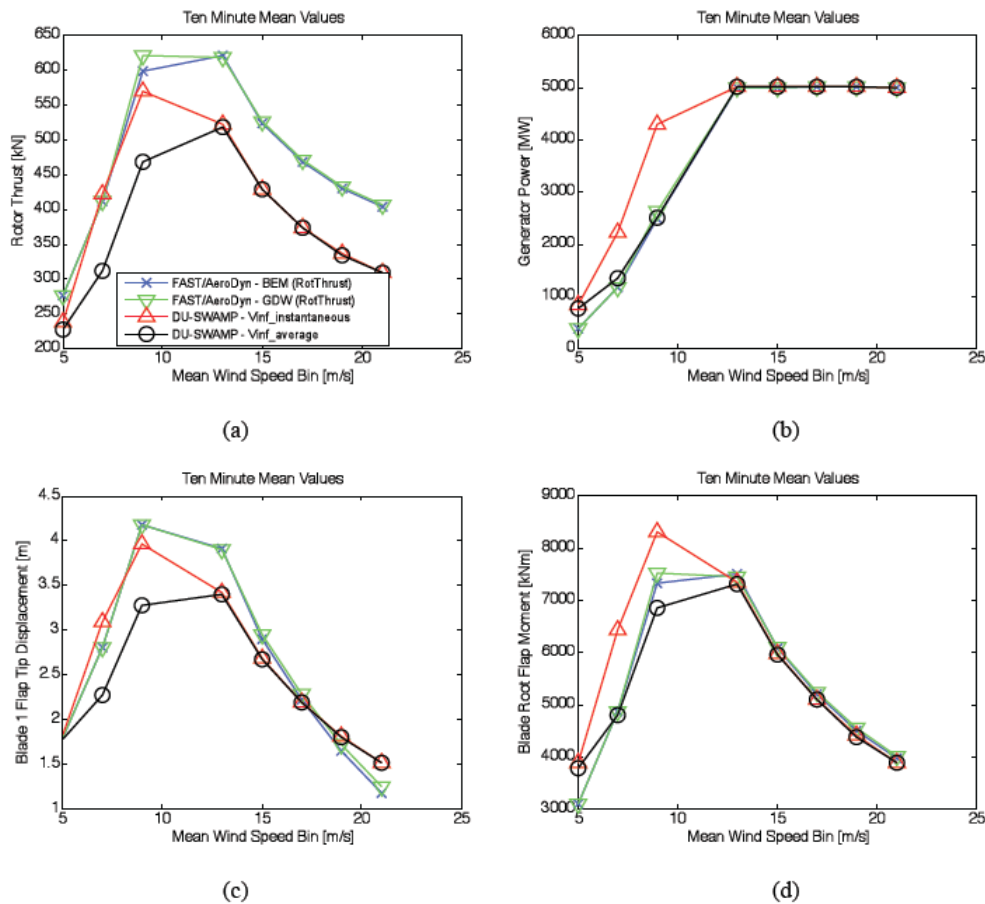 Ten Minute Mean Values
650
600
550
500
450
400
350
300
250
200
Rotor Thrust [kN]
FAST/AeroDyn - BEM (RotThrust)
FAST/AeroDyn - GDW (RotThrust)
DU-SWAMP - Vinf_instantaneous
DU-SWAMP - Vinf_average
5 10 15 20 25
Mean Wind Speed Bin [m/s]
(a)
Ten Minute Mean Values
6000
5000
4000
3000
2000
1000
0
Generator Power [MW]
5 10 15 20 25
Mean Wind Speed Bin [m/s]
(b)
Ten Minute Mean Values
4.5
4
3.5
3
2.5
2
1.5
1
Blade 1 Flap Tip Displacement [m]
5 10 15 20 25
Mean Wind Speed Bin [m/s]
(c)
Ten Minute Mean Values
9000
8000
7000
6000
5000
4000
3000
Blade Root Flap Moment [kNm]
5 10 15 20 25
Mean Wind Speed Bin [m/s]
(d)